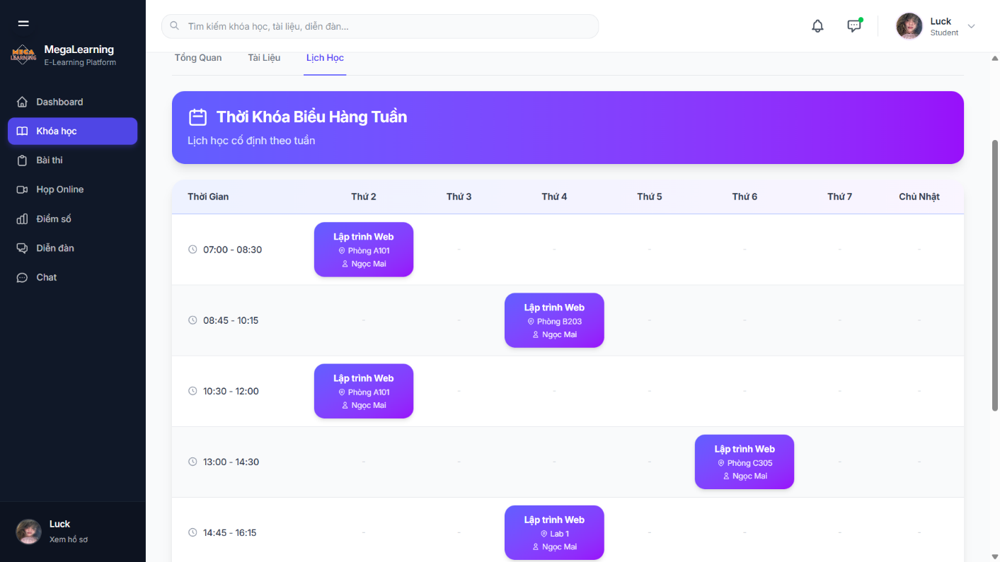 MEGA
LEARNING
MegaLearning
E-Learning Platform
Dashboard
Khóa học
Bài thi
Họp Online
Điểm số
Diễn đàn
Chat
Luck
Xem hồ sơ
Tìm kiếm khóa học, tài liệu, diễn đàn...
Luck
Student
Tổng Quan Tài Liệu Lịch Học
Thời Khóa Biểu Hàng Tuần
Lịch học cố định theo tuần
Thời Gian Thứ 2 Thứ 3 Thứ 4 Thứ 5 Thứ 6 Thứ 7 Chủ Nhật
07:00 - 08:30
Lập trình Web
Phòng A101
Ngọc Mai
- - - - - -
08:45 - 10:15
- -
Lập trình Web
Phòng B203
Ngọc Mai
- - - -
10:30 - 12:00
Lập trình Web
Phòng A101
Ngọc Mai
- - - - - -
13:00 - 14:30
- - - -
Lập trình Web
Phòng C305
Ngọc Mai
- -
14:45 - 16:15
- -
Lập trình Web
Lab 1
Ngọc Mai
- - - -